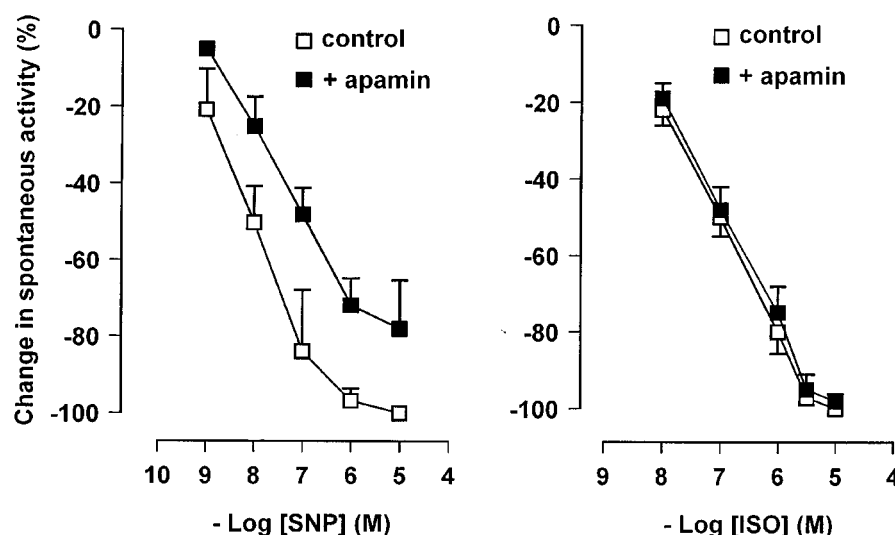 Change in spontaneous activity (%)
0
-20
-40
-60
-80
-100
control
+ apamin
10 9 8 7 6 5 4
- Log [SNP] (M)
0
-20
-40
-60
-80
-100
control
+ apamin
9 8 7 6 5 4
- Log [ISO] (M)